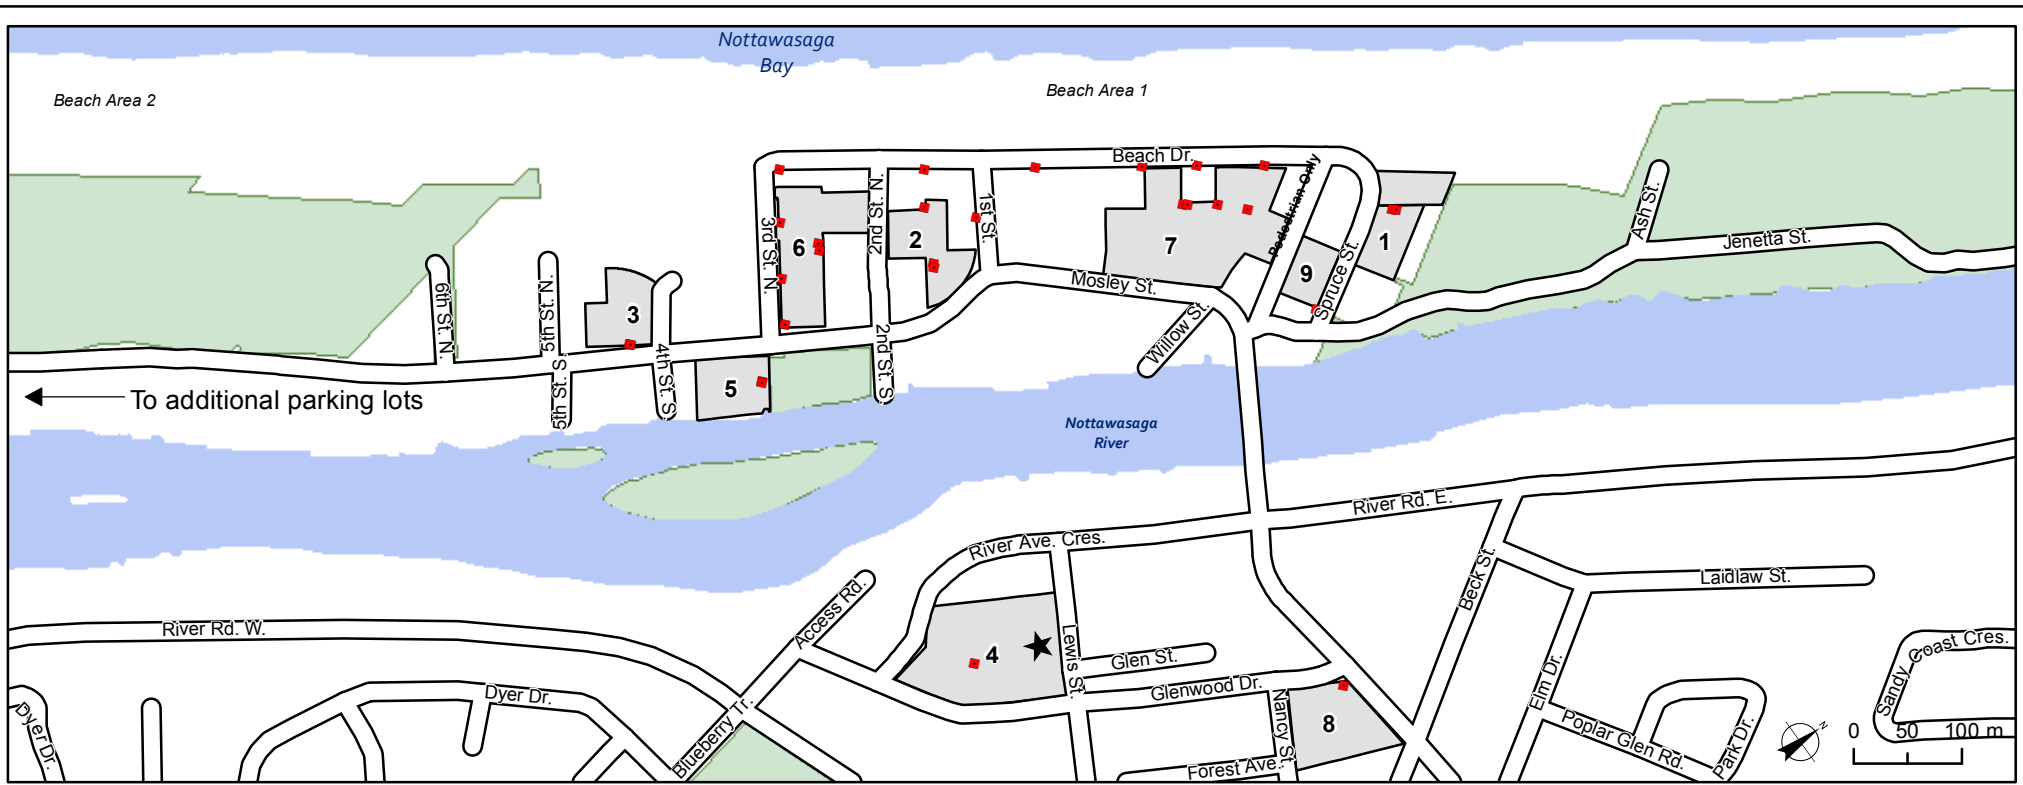 Nottawasaga
Bay
Beach Area 2
Beach Area 1
Beach Dr.
Pedestrian Only
Ash St.
Jenetta St.
3rd St. N.
6
2nd St. N.
2
1st St.
7
9
Spruce St.
1
6th St. N.
5th St. N.
3
Mosley St.
Willow St.
4th St. S.
5th St. S.
5
2nd St. S.
To additional parking lots
Nottawasaga
River
River Rd. E.
River Ave. Cres.
Beck St.
Laidlaw St.
Access Rd.
River Rd. W.
4
Lewis St.
Glen St.
Glenwood Dr.
Nancy St.
8
Forest Ave.
Elm Dr.
Poplar Glen Rd.
Park Dr.
Sandy Coast Cres.
Dyer Dr.
Dyer Dr.
Blueberry Tr.
N
0 50 100 m